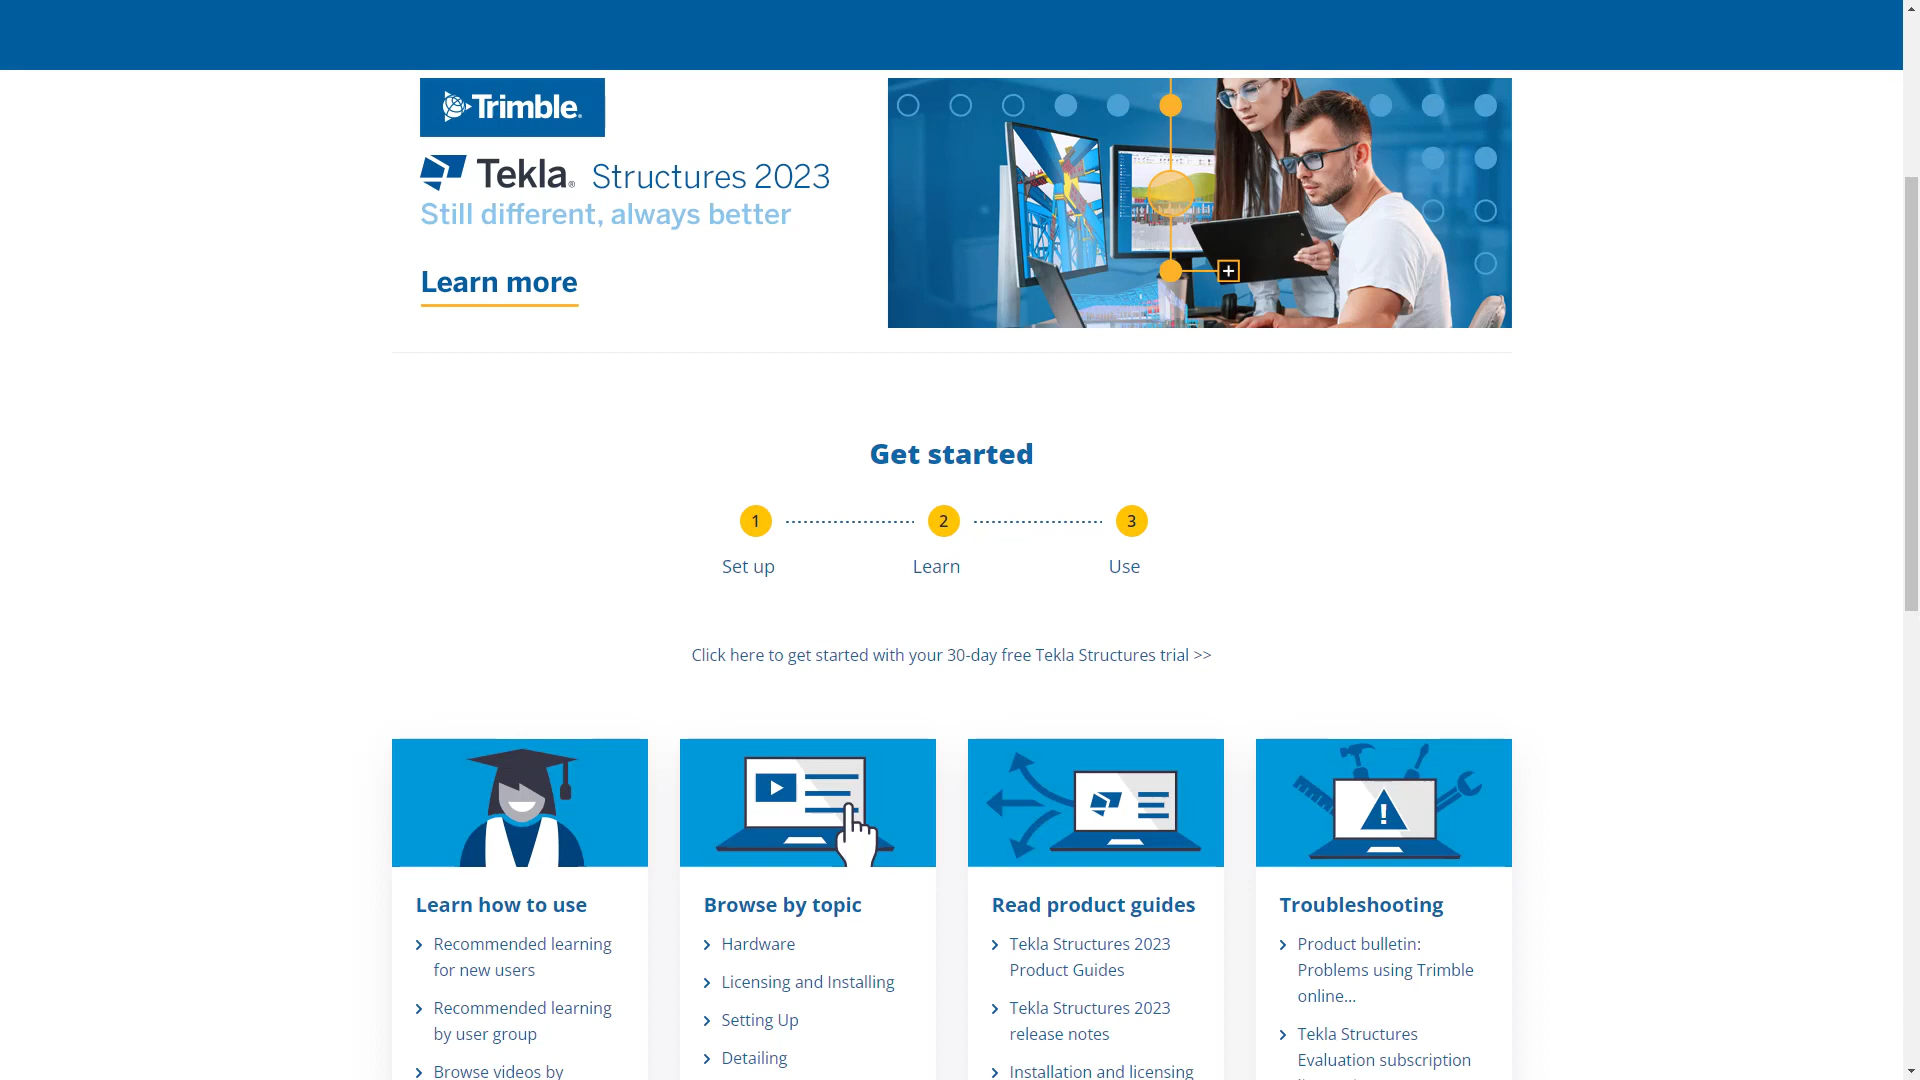 Trimble®
Tekla® Structures 2023
Still different, always better
Learn more
Get started
1 2 3
Set up Learn Use
Click here to get started with your 30-day free Tekla Structures trial >>
Learn how to use
Recommended learning
for new users
Recommended learning
by user group
Browse videos by
Browse by topic
Hardware
Licensing and Installing
Setting Up
Detailing
Read product guides
Tekla Structures 2023
Product Guides
Tekla Structures 2023
release notes
Installation and licensing
Troubleshooting
Product bulletin:
Problems using Trimble
online...
Tekla Structures
Evaluation subscription